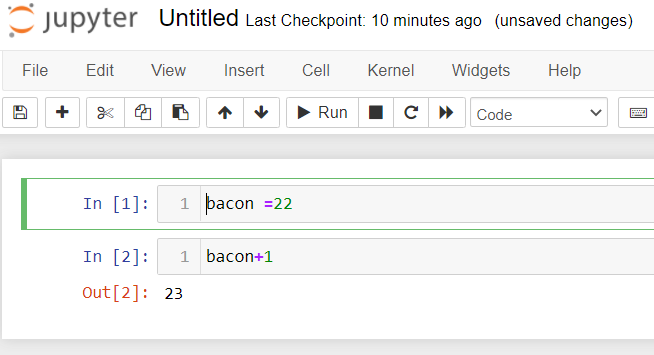 jupyter Untitled Last Checkpoint: 10 minutes ago (unsaved changes)
File Edit View Insert Cell Kernel Widgets Help
Run Code
In [1]: 1 bacon =22
In [2]: 1 bacon+1
Out[2]: 23